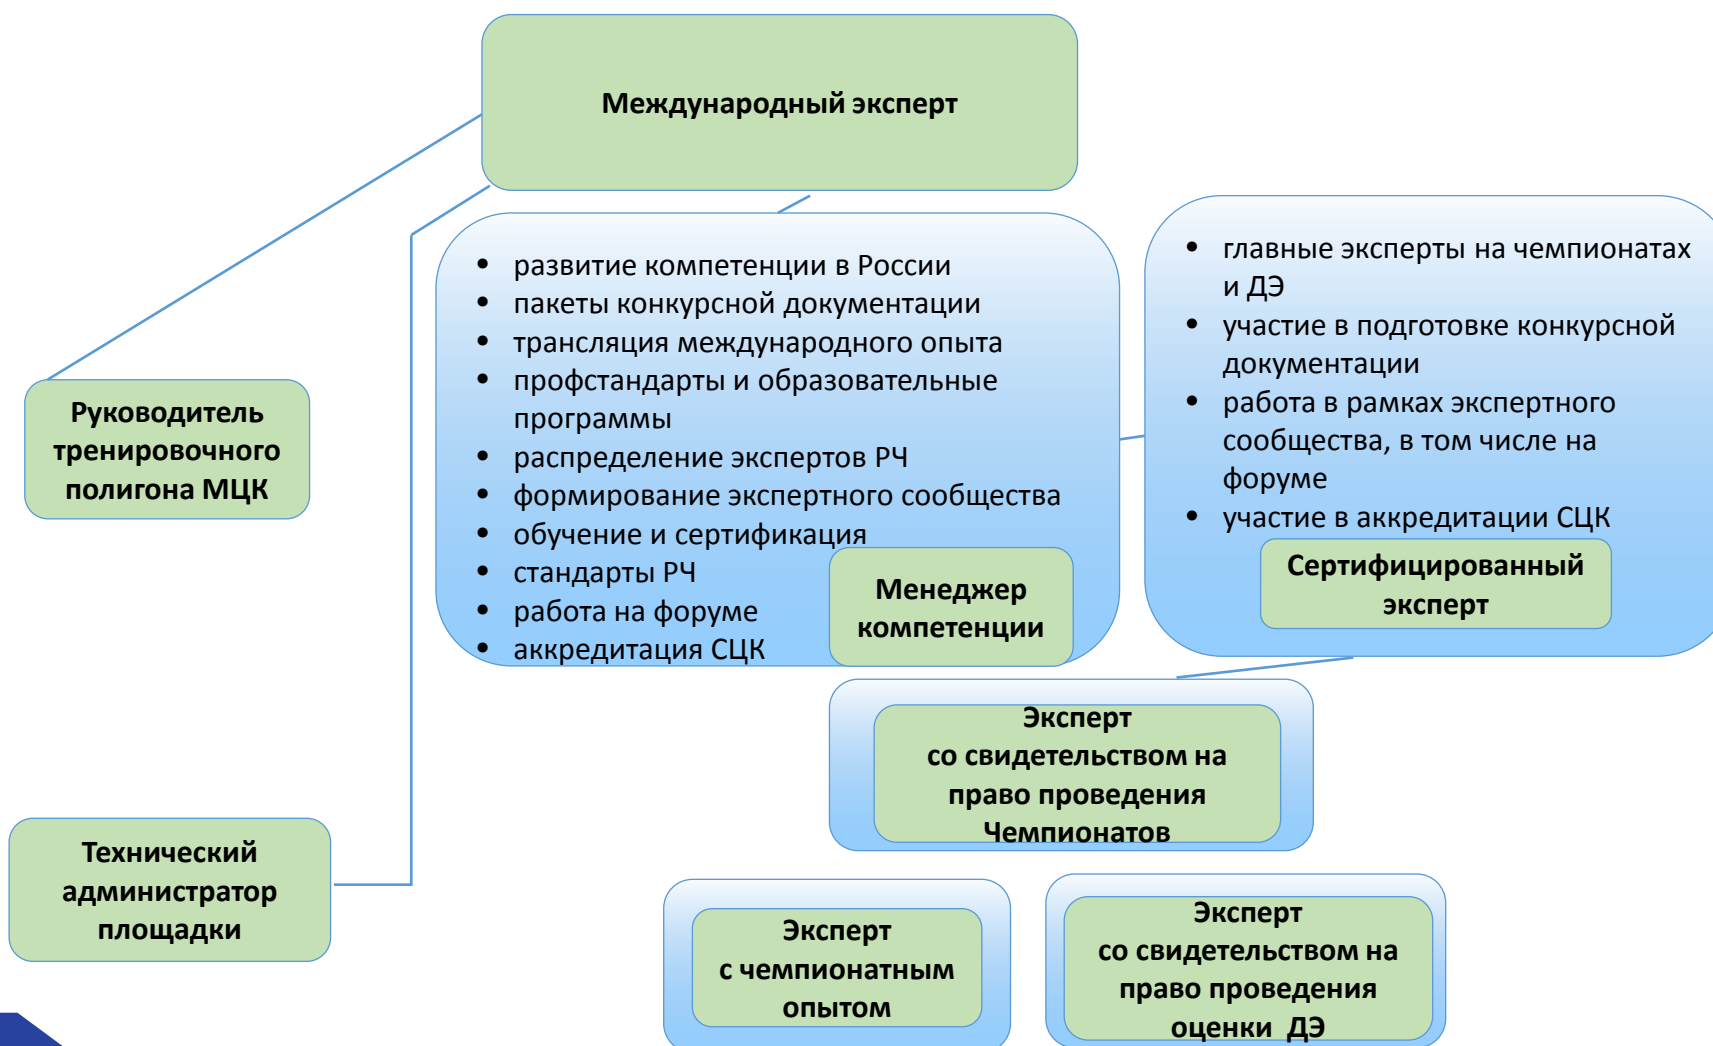 Международный эксперт
• развитие компетенции в России
• пакеты конкурсной документации
• трансляция международного опыта
• профстандарты и образовательные
программы
• распределение экспертов РЧ
• формирование экспертного сообщества
• обучение и сертификация
• стандарты РЧ
• работа на форуме
• аккредитация СЦК
Менеджер
компетенции
• главные эксперты на чемпионатах
и ДЭ
• участие в подготовке конкурсной
документации
• работа в рамках экспертного
сообщества, в том числе на
форуме
• участие в аккредитации СЦК
Сертифицированный
эксперт
Руководитель
тренировочного
полигона МЦК
Эксперт
со свидетельством на
право проведения
Чемпионатов
Технический
администратор
площадки
Эксперт
с чемпионатным
опытом
Эксперт
со свидетельством на
право проведения
оценки ДЭ